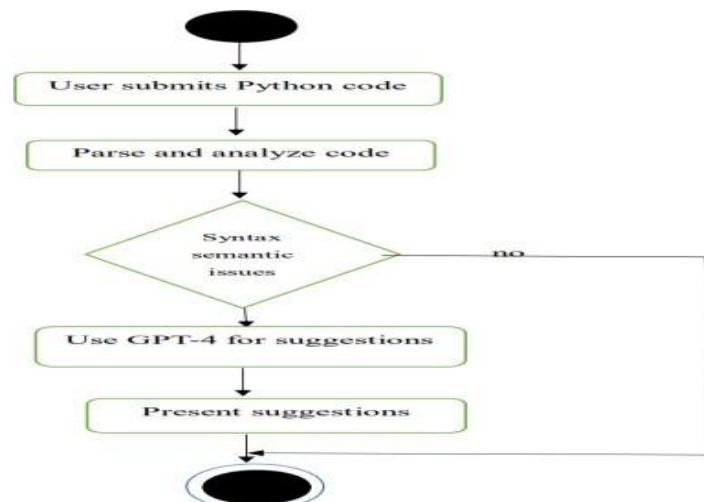 User submits Python code
Parse and analyze code
Syntax
semantic
issues
no
Use GPT-4 for suggestions
Present suggestions